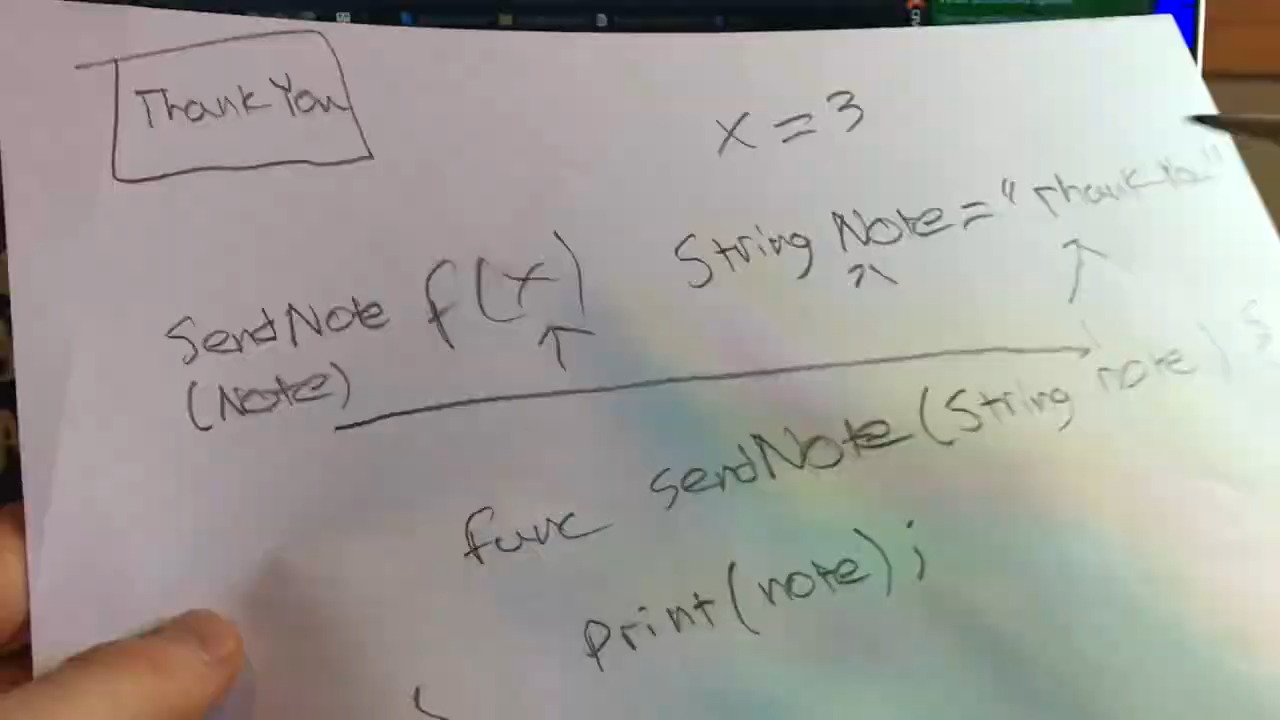 Thank You
x = 3
String Note = "Thank You"
SendNote f(x)
(Note)
func sendNote(String note) {
Print(note);